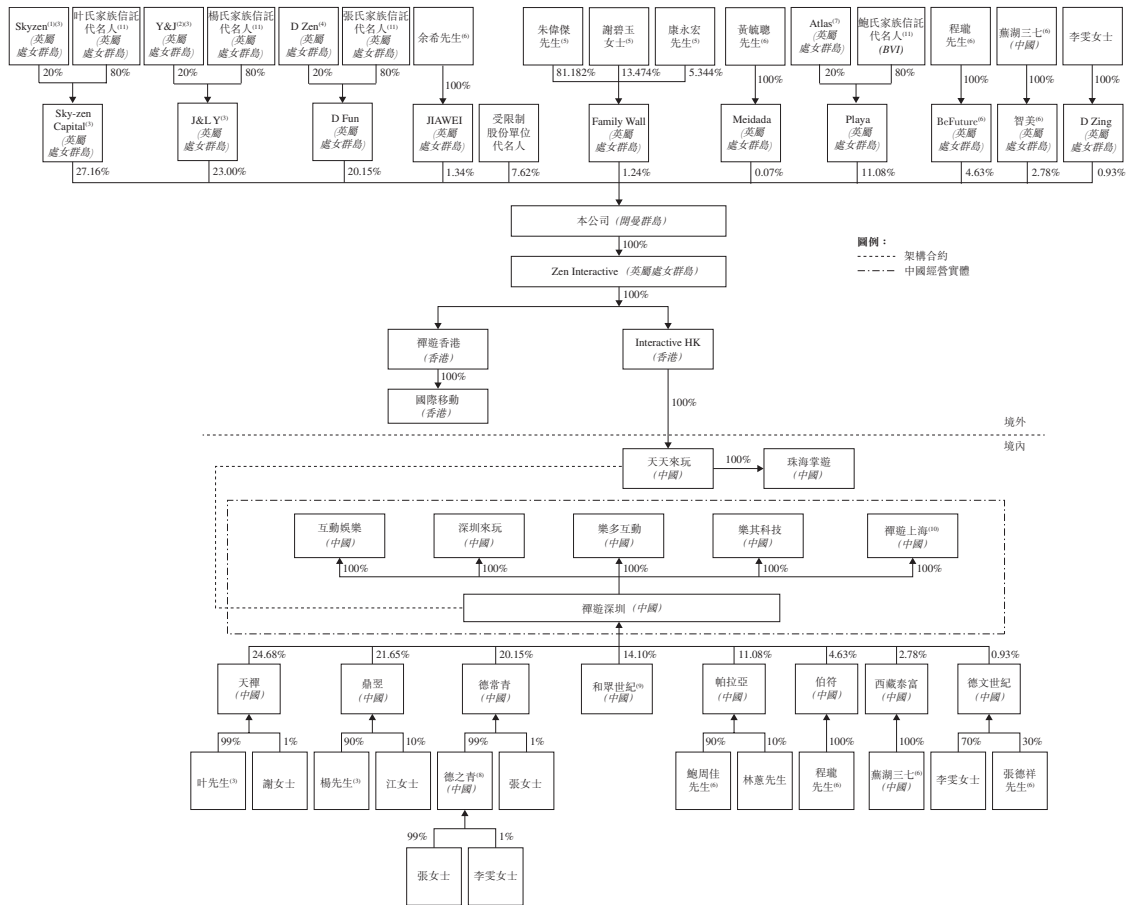 Skyzen(1)(3)
(英屬
處女群島)
叶氏家族信託
代名人(11)
(英屬
處女群島)
Y&J(2)(3)
(英屬
處女群島)
楊氏家族信託
代名人(11)
(英屬
處女群島)
D Zen(4)
(英屬
處女群島)
張氏家族信託
代名人(11)
(英屬
處女群島)
余希先生(6)
朱偉傑
先生(5)
謝碧玉
女士(5)
康永宏
先生(5)
黃毓聰
先生(6)
Atlas(7)
(英屬
處女群島)
鮑氏家族信託
代名人(11)
(BVI)
程瓏
先生(6)
蕪湖三七(6)
(中國)
李雯女士
20%
80%
20%
80%
20%
80%
100%
81.182%
13.474%
5.344%
100%
20%
80%
100%
100%
100%
Sky-zen
Capital(3)
(英屬
處女群島)
J&L Y(3)
(英屬
處女群島)
D Fun
(英屬
處女群島)
JIAWEI
(英屬
處女群島)
受限制
股份單位
代名人
Family Wall
(英屬
處女群島)
Meidada
(英屬
處女群島)
Playa
(英屬
處女群島)
BeFuture(6)
(英屬
處女群島)
智美(6)
(英屬
處女群島)
D Zing
(英屬
處女群島)
27.16%
23.00%
20.15%
1.34%
7.62%
1.24%
0.07%
11.08%
4.63%
2.78%
0.93%
本公司 (開曼群島)
100%
Zen Interactive (英屬處女群島)
100%
圖例：
架構合約
中國經營實體
禪遊香港
(香港)
Interactive HK
(香港)
100%
國際移動
(香港)
100%
境外
境內
天天來玩
(中國)
100%
珠海掌遊
(中國)
互動娛樂
(中國)
深圳來玩
(中國)
樂多互動
(中國)
樂其科技
(中國)
禪遊上海(10)
(中國)
100%
100%
100%
100%
100%
禪遊深圳 (中國)
24.68%
21.65%
20.15%
14.10%
11.08%
4.63%
2.78%
0.93%
天禪
(中國)
鼎翌
(中國)
德常青
(中國)
和眾世紀(9)
(中國)
帕拉亞
(中國)
伯符
(中國)
西藏泰富
(中國)
德文世紀
(中國)
99%
1%
90%
10%
99%
1%
90%
10%
100%
100%
70%
30%
叶先生(3)
謝女士
楊先生(3)
江女士
德之青(8)
(中國)
張女士
鮑周佳
先生(6)
林蔥先生
程瓏
先生(6)
蕪湖三七(6)
(中國)
李雯女士
張德祥
先生(6)
99%
1%
張女士
李雯女士